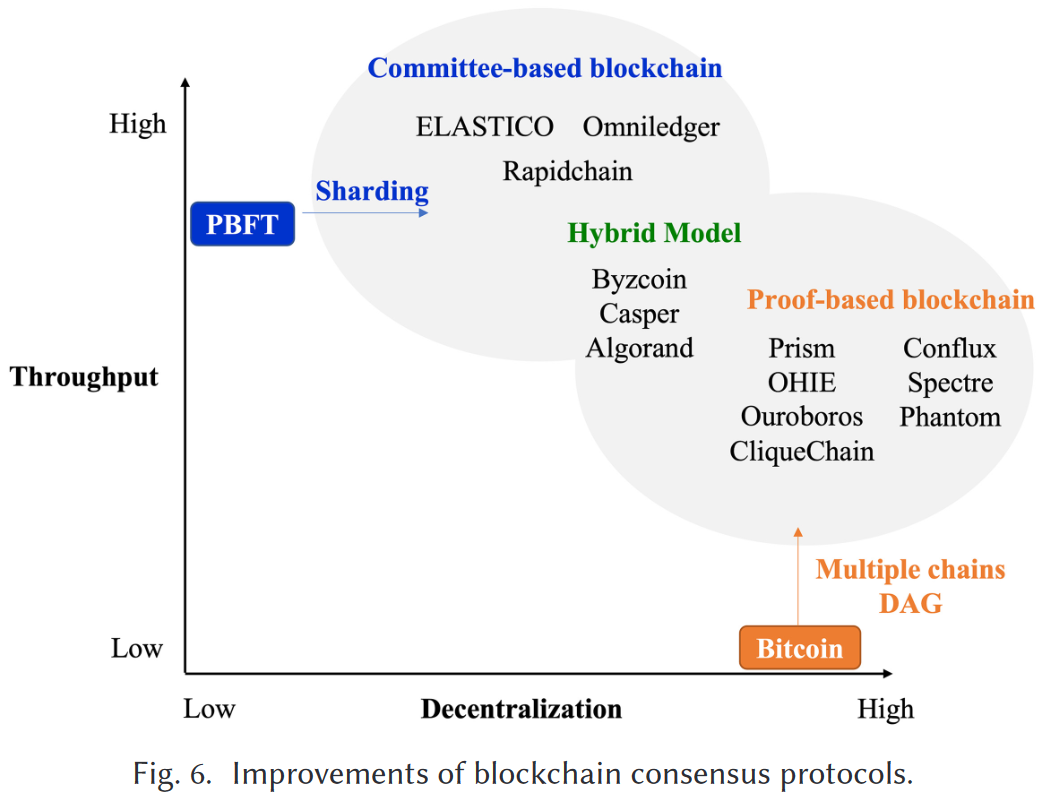 Committee-based blockchain
High
ELASTICO Omniledger
Rapidchain
Sharding
PBFT
Hybrid Model
Byzcoin
Casper
Algorand
Proof-based blockchain
Prism Conflux
OHIE Spectre
Ouroboros Phantom
CliqueChain
Throughput
Multiple chains
DAG
Bitcoin
Low
Low Decentralization High
Fig. 6. Improvements of blockchain consensus protocols.